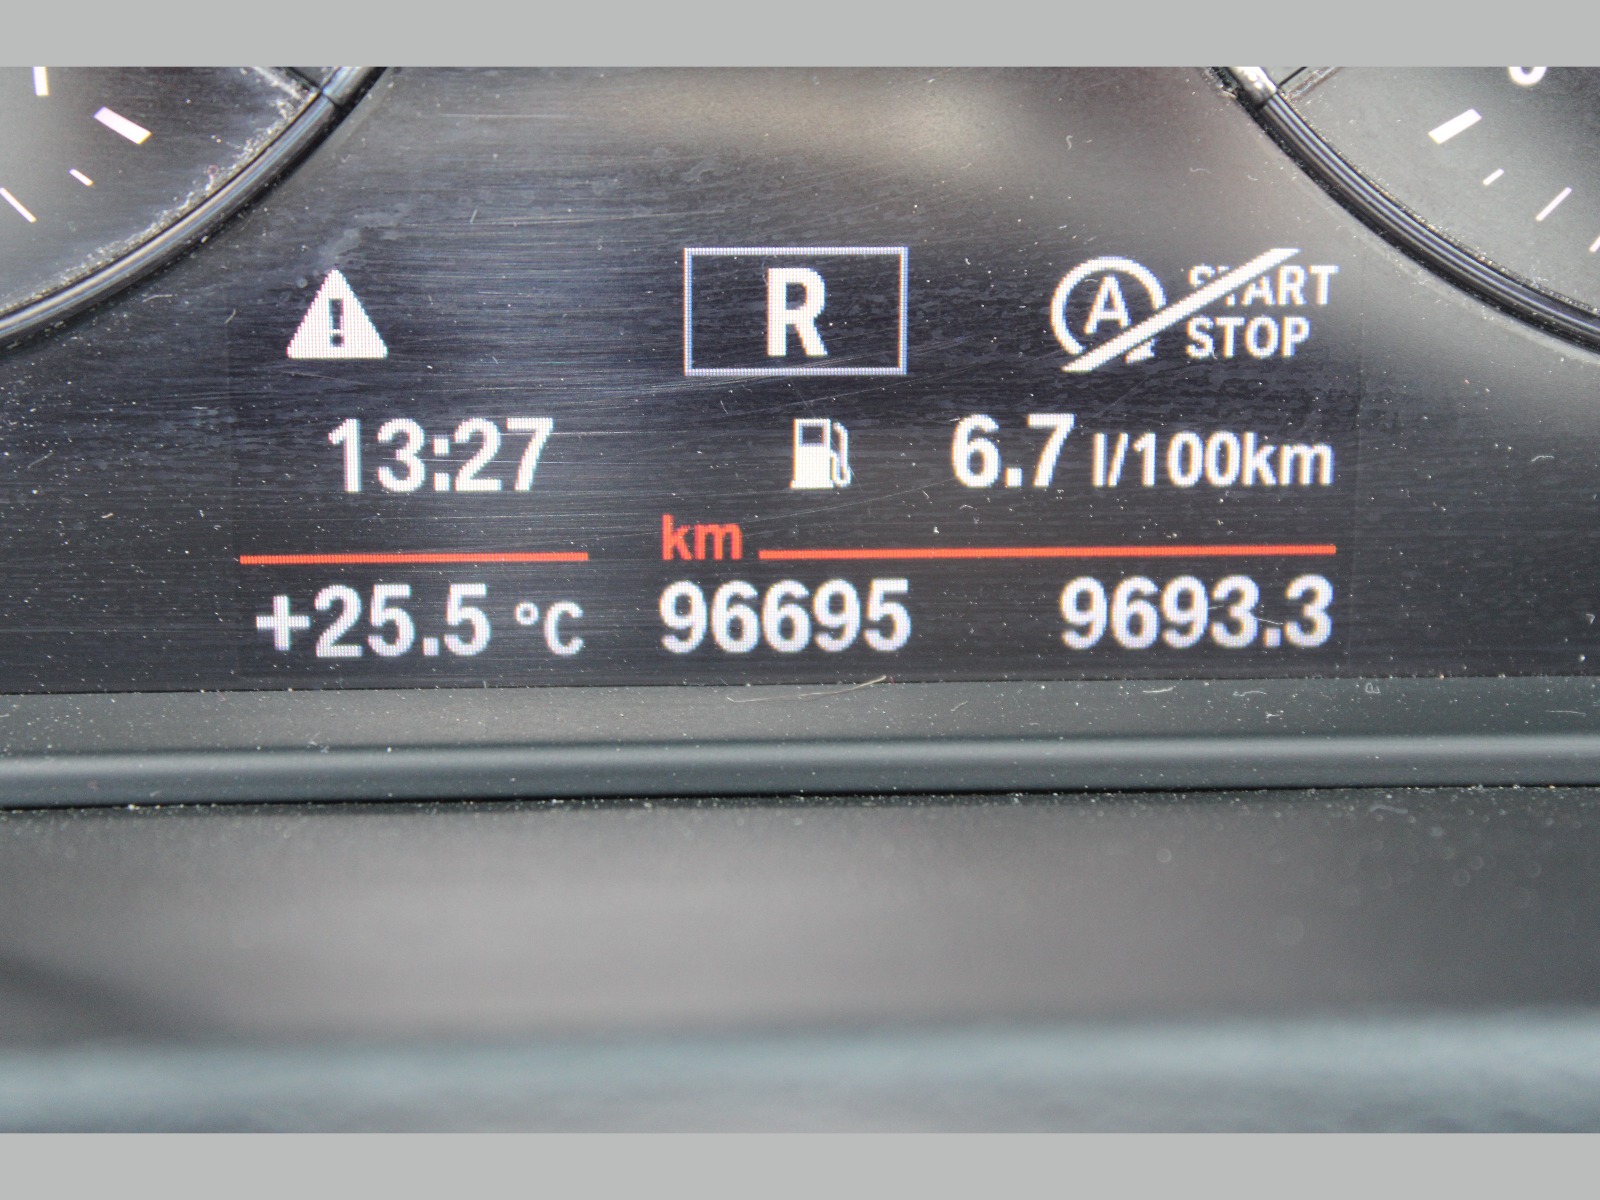 R
A START
STOP
13:27 6.7 l/100km
km
+25.5 °C 96695 9693.3